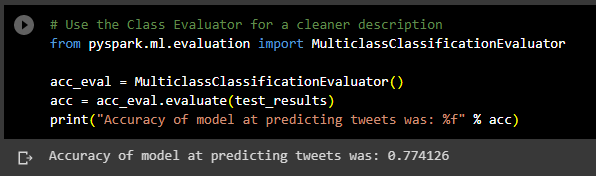 # Use the Class Evaluator for a cleaner description
from pyspark.ml.evaluation import MulticlassClassificationEvaluator
acc_eval = MulticlassClassificationEvaluator()
acc = acc_eval.evaluate(test_results)
print("Accuracy of model at predicting tweets was: %f" % acc)
Accuracy of model at predicting tweets was: 0.774126